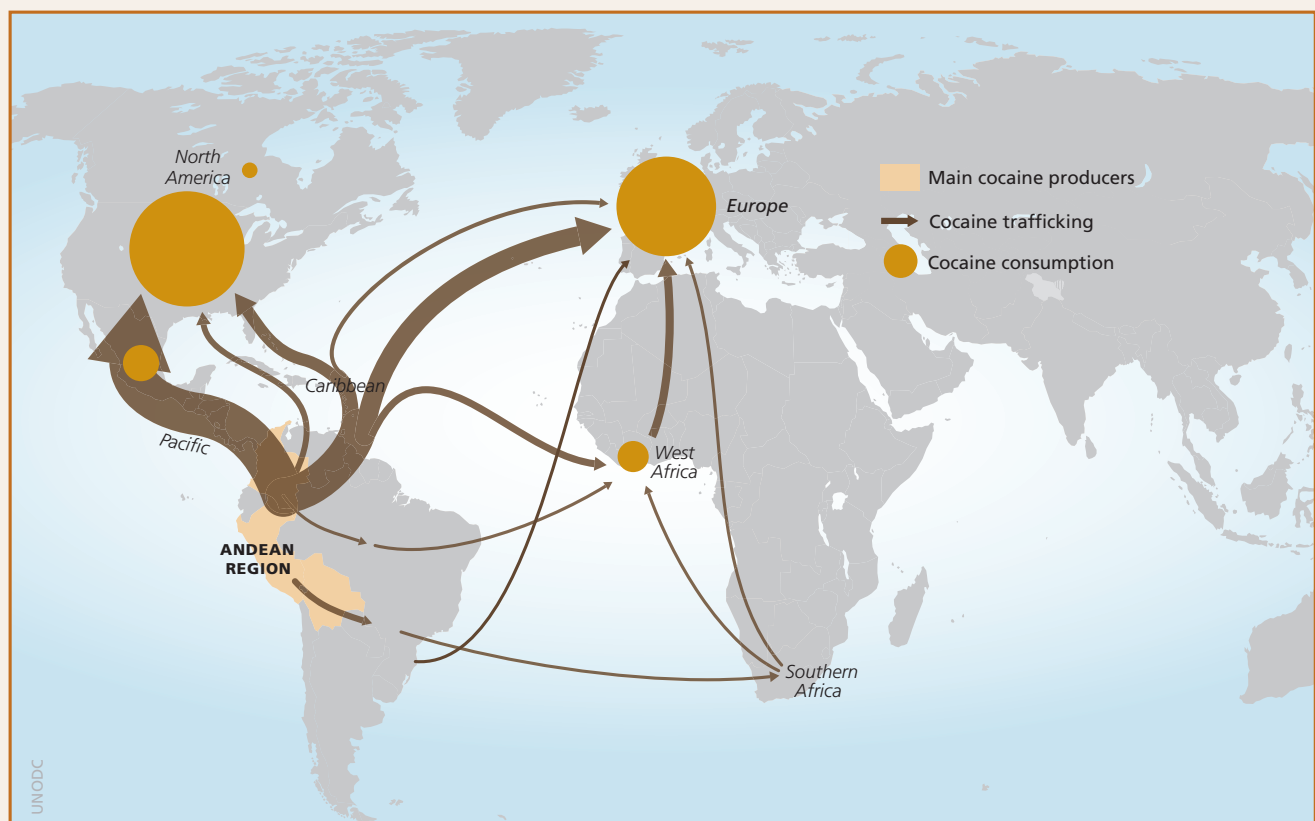 North
America
Europe
Main cocaine producers
Cocaine trafficking
Cocaine consumption
Caribbean
Pacific
West
Africa
ANDEAN
REGION
Southern
Africa
UNODC